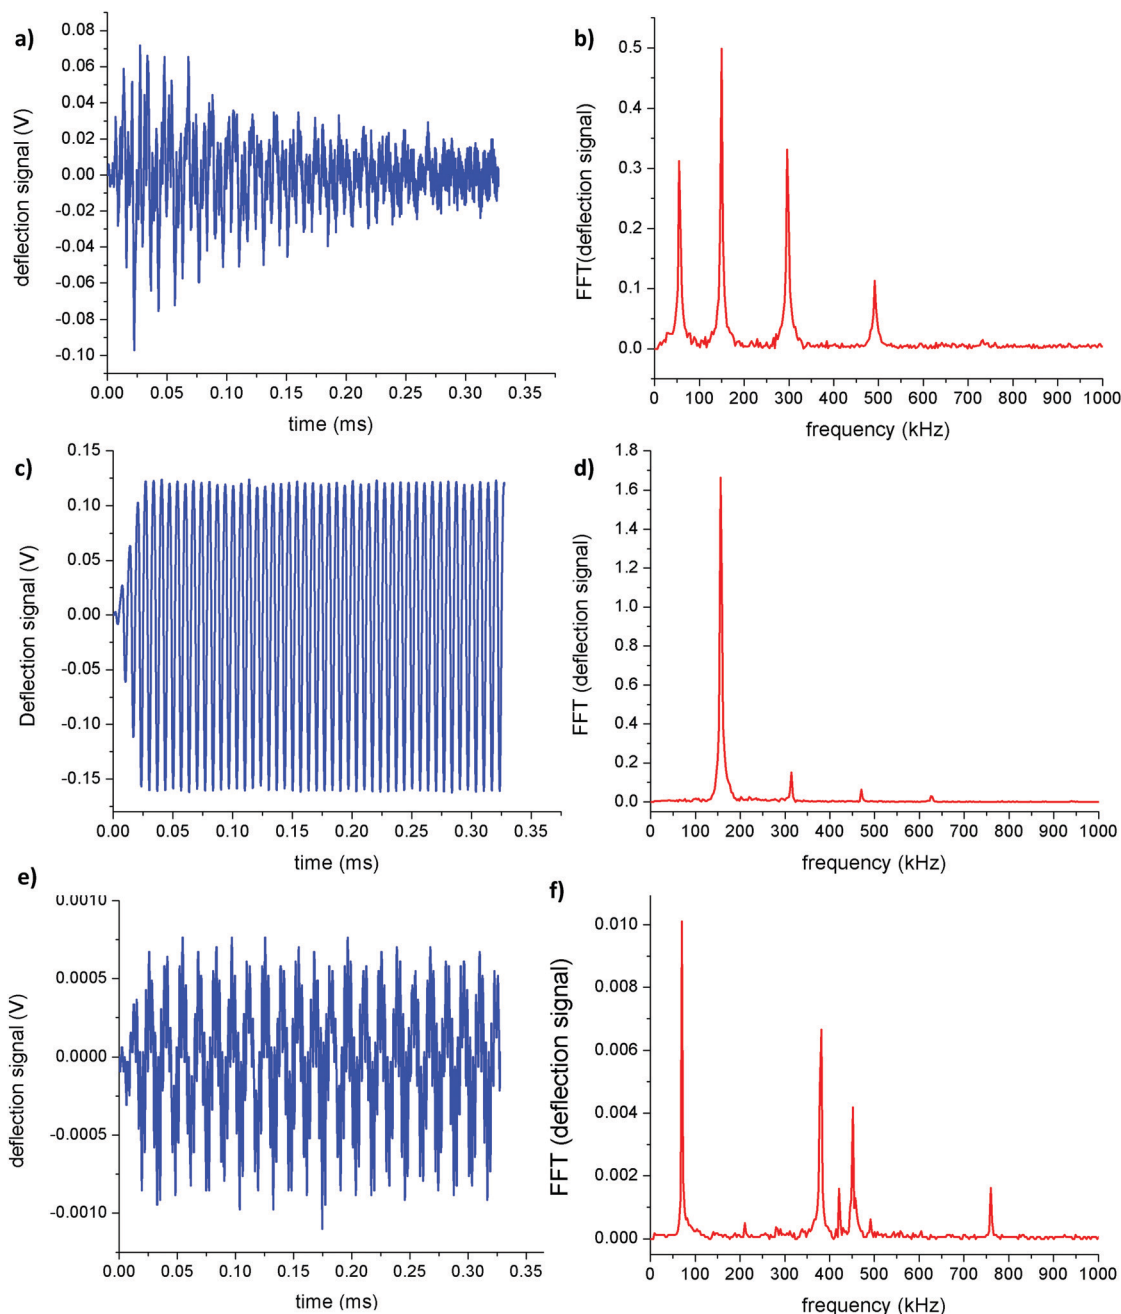 a)
deflection signal (V)
0.08
0.06
0.04
0.02
0.00
-0.02
-0.04
-0.06
-0.08
-0.10
0.00 0.05 0.10 0.15 0.20 0.25 0.30 0.35
time (ms)
b)
FFT(deflection signal)
0.5
0.4
0.3
0.2
0.1
0.0
0 100 200 300 400 500 600 700 800 900 1000
frequency (kHz)
c)
Deflection signal (V)
0.15
0.10
0.05
0.00
-0.05
-0.10
-0.15
0.00 0.05 0.10 0.15 0.20 0.25 0.30 0.35
time (ms)
d)
FFT (deflection signal)
1.8
1.6
1.4
1.2
1.0
0.8
0.6
0.4
0.2
0.0
0 100 200 300 400 500 600 700 800 900 1000
frequency (kHz)
e)
deflection signal (V)
0.0010
0.0005
0.0000
-0.0005
-0.0010
0.00 0.05 0.10 0.15 0.20 0.25 0.30 0.35
time (ms)
f)
FFT (deflection signal)
0.010
0.008
0.006
0.004
0.002
0.000
0 100 200 300 400 500 600 700 800 900 1000
frequency (kHz)